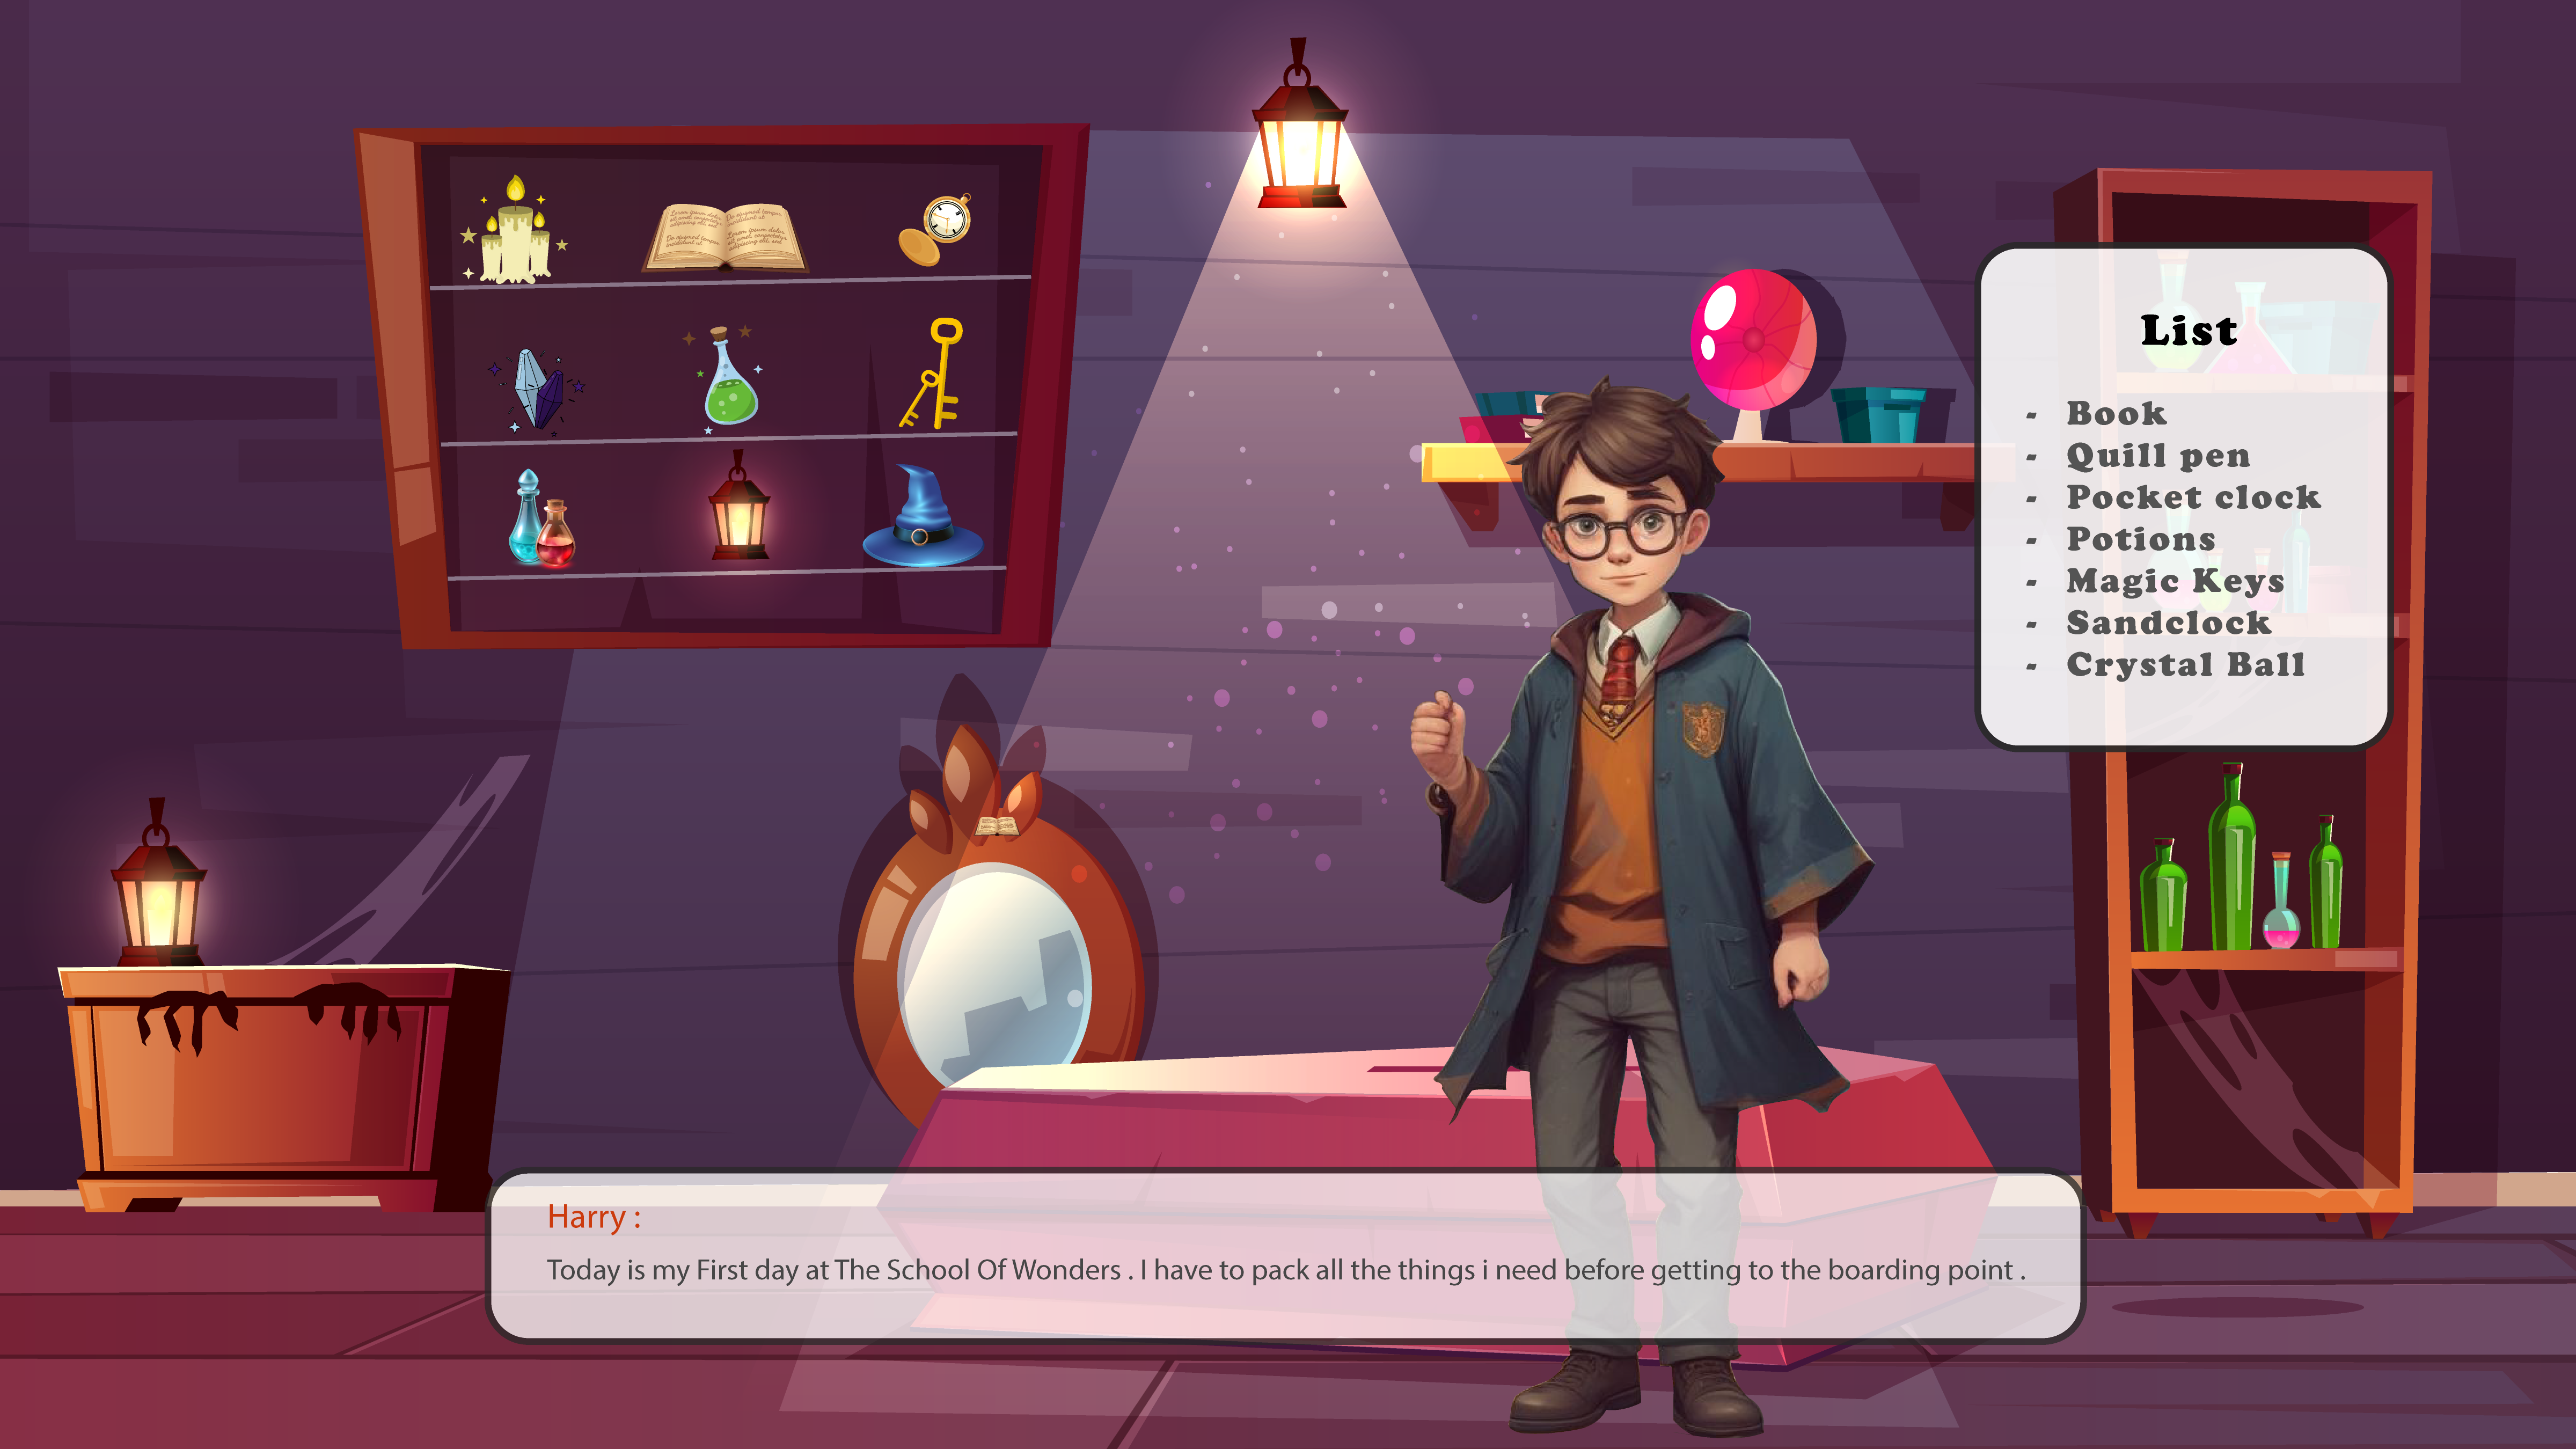 List
- Book
- Quill pen
- Pocket clock
- Potions
- Magic Keys
- Sandclock
- Crystal Ball
Harry :
Today is my First day at The School Of Wonders . I have to pack all the things i need before getting to the boarding point .